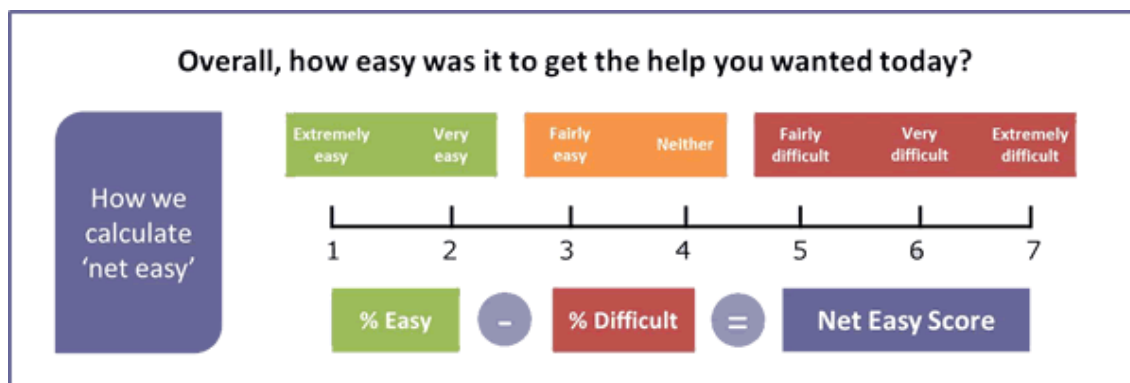 Overall, how easy was it to get the help you wanted today?
How we
calculate
‘net easy’
Extremely
easy
Very
easy
Fairly
easy
Neither
Fairly
difficult
Very
difficult
Extremely
difficult
1 2 3 4 5 6 7
% Easy - % Difficult = Net Easy Score